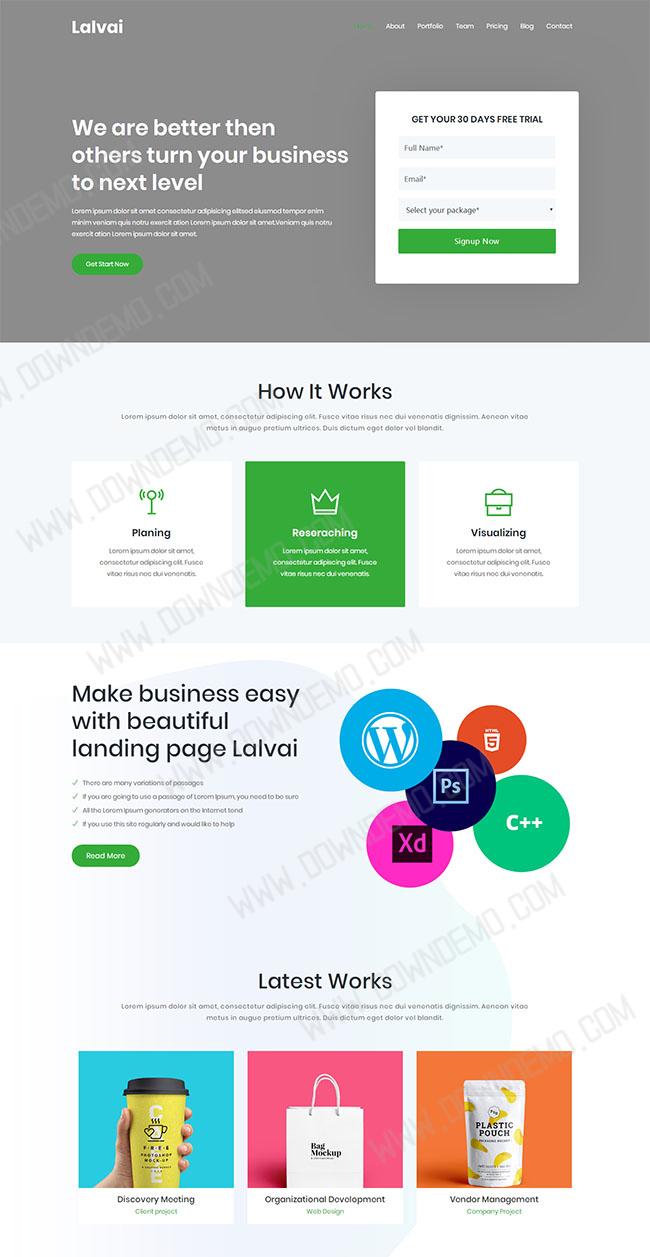 Lalvai
Home About Portfolio Team Pricing Blog Contact
We are better then
others turn your business
to next level
Lorem ipsum dolor sit amet consectetur adipisicing elitsed eiusmod tempor enim
minim veniam quis notru exercit ation Lorem ipsum dolor sit amet.Veniam quis notru
exercit ation Lorem ipsum dolor sit amet.
Get Start Now
GET YOUR 30 DAYS FREE TRIAL
Full Name*
Email*
Select your package*
Signup Now
How It Works
Lorem ipsum dolor sit amet, consectetur adipiscing elit. Fusce vitae risus nec dui venenatis dignissim. Aenean vitae
metus in augue pretium ultrices. Duis dictum eget dolor vel blandit.
Planing
Lorem ipsum dolor sit amet,
consectetur adipiscing elit. Fusce
vitae risus nec dui venenatis.
Reseraching
Lorem ipsum dolor sit amet,
consectetur adipiscing elit. Fusce
vitae risus nec dui venenatis.
Visualizing
Lorem ipsum dolor sit amet,
consectetur adipiscing elit. Fusce
vitae risus nec dui venenatis.
Make business easy
with beautiful
landing page Lalvai
There are many variations of passages
If you are going to use a passage of Lorem Ipsum, you need to be sure
All the Lorem Ipsum generators on the Internet tend
If you use this site regularly and would like to help
Read More
HTML
5
Ps
C++
Xd
Latest Works
Lorem ipsum dolor sit amet, consectetur adipiscing elit. Fusce vitae risus nec dui venenatis dignissim. Aenean vitae
metus in augue pretium ultrices. Duis dictum eget dolor vel blandit.
FREE
PHOTOSHOP
MOCK-UP
Bag
Mockup
PLASTIC
POUCH
Discovery Meeting
Client project
Organizational Development
Web Design
Vendor Management
Company Project
WWW.DOWNDEMO.COM
WWW.DOWNDEMO.COM
WWW.DOWNDEMO.COM
WWW.DOWNDEMO.COM
WWW.DOWNDEMO.COM
WWW.DOWNDEMO.COM
WWW.DOWNDEMO.COM